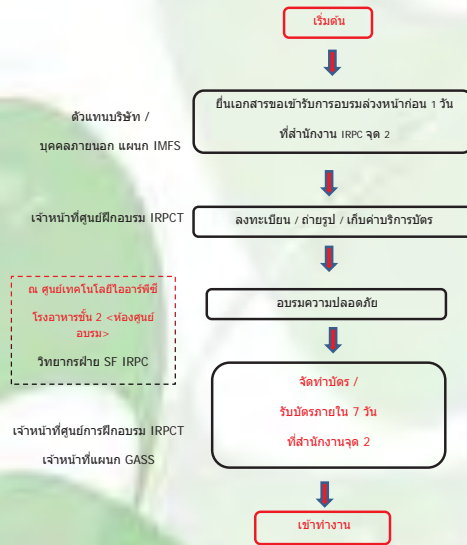 เริ่มต้น
ตัวแทนบริษัท /
บุคคลภายนอก แผนก IMFS
ยื่นเอกสารขอเข้ารับการอบรมล่วงหน้าก่อน 1 วัน
ที่สำนักงาน IRPC จุด 2
เจ้าหน้าที่ศูนย์ฝึกอบรม IRPCT
ลงทะเบียน / ถ่ายรูป / เก็บค่าบริการบัตร
ณ ศูนย์เทคโนโลยีไออาร์พีซี
โรงอาหารชั้น 2 <ห้องศูนย์
อบรม>
วิทยากรฝ่าย SF IRPC
อบรมความปลอดภัย
เจ้าหน้าที่ศูนย์การฝึกอบรม IRPCT
เจ้าหน้าที่แผนก GASS
จัดทำบัตร /
รับบัตรภายใน 7 วัน
ที่สำนักงานจุด 2
เข้าทำงาน